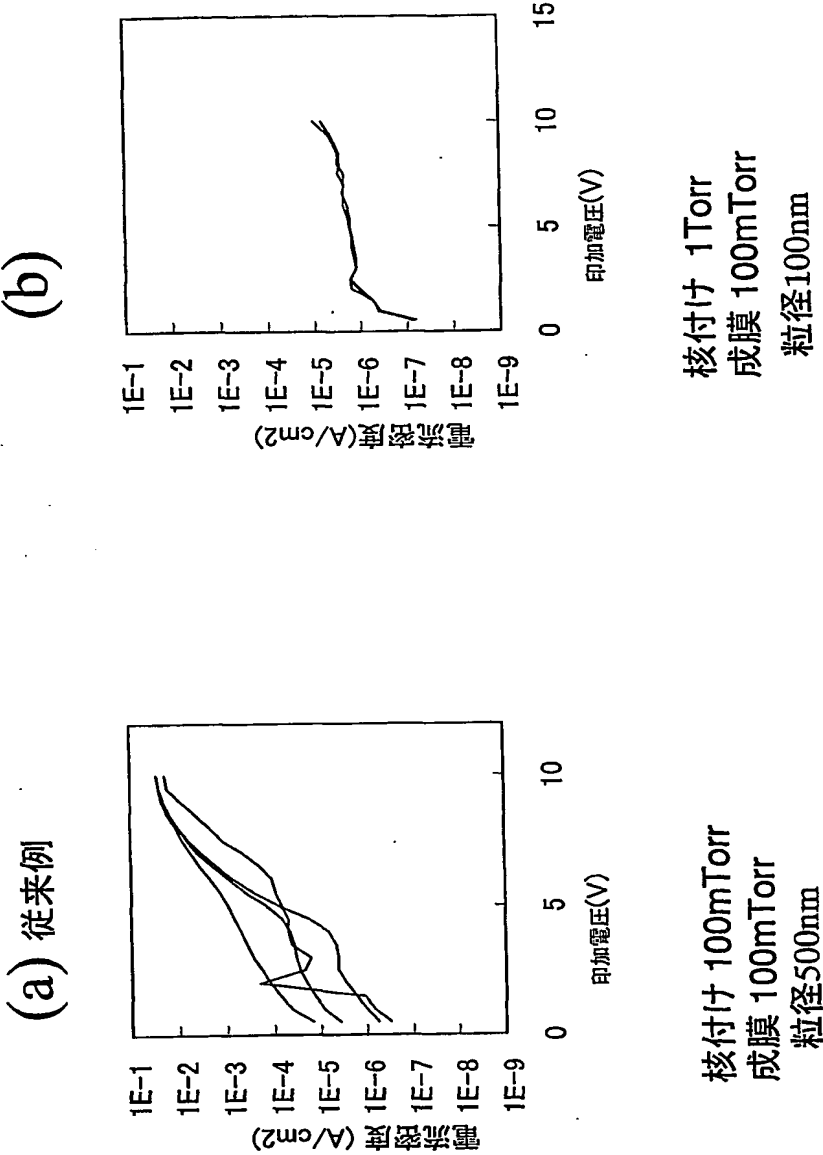 (a) 従来例
電流密度 (A/cm2)
1E-1
1E-2
1E-3
1E-4
1E-5
1E-6
1E-7
1E-8
1E-9
0
5
10
印加電圧(V)
核付け 100mTorr
成膜 100mTorr
粒径500nm
(b)
電流密度(A/cm2)
1E-1
1E-2
1E-3
1E-4
1E-5
1E-6
1E-7
1E-8
1E-9
0
5
10
15
印加電圧(V)
核付け 1Torr
成膜 100mTorr
粒径100nm